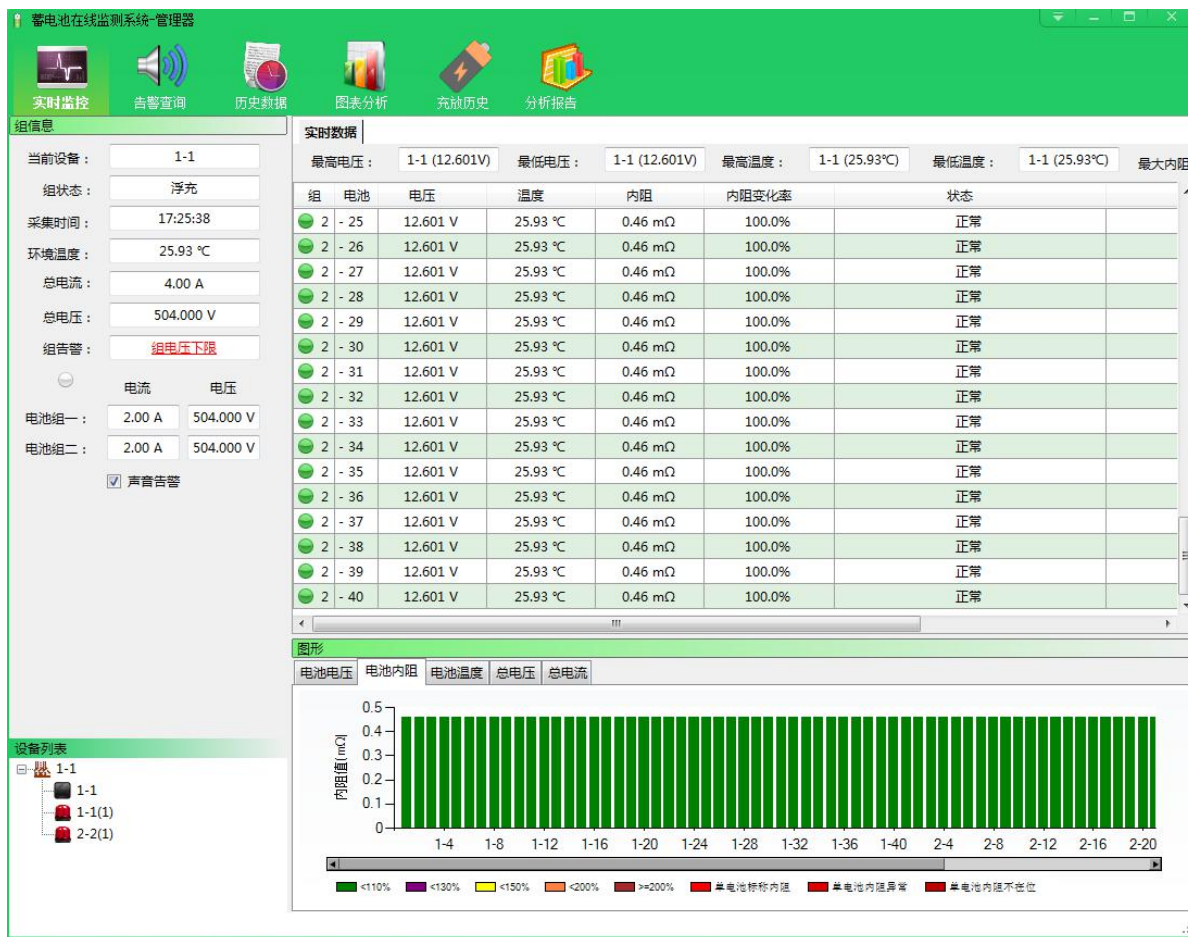 蓄电池在线监测系统-管理器
实时监控 告警查询 历史数据 图表分析 充放历史 分析报告
组信息
当前设备： 1-1
组状态： 浮充
采集时间： 17:25:38
环境温度： 25.93 ℃
总电流： 4.00 A
总电压： 504.000 V
组告警： 组电压下限
电流 电压
电池组一： 2.00 A 504.000 V
电池组二： 2.00 A 504.000 V
声音告警
设备列表
1-1
1-1
1-1(1)
2-2(1)
实时数据
最高电压： 1-1 (12.601V) 最低电压： 1-1 (12.601V) 最高温度： 1-1 (25.93℃) 最低温度： 1-1 (25.93℃) 最大内阻
组 电池 电压 温度 内阻 内阻变化率 状态
2 - 25 12.601 V 25.93 ℃ 0.46 mΩ 100.0% 正常
2 - 26 12.601 V 25.93 ℃ 0.46 mΩ 100.0% 正常
2 - 27 12.601 V 25.93 ℃ 0.46 mΩ 100.0% 正常
2 - 28 12.601 V 25.93 ℃ 0.46 mΩ 100.0% 正常
2 - 29 12.601 V 25.93 ℃ 0.46 mΩ 100.0% 正常
2 - 30 12.601 V 25.93 ℃ 0.46 mΩ 100.0% 正常
2 - 31 12.601 V 25.93 ℃ 0.46 mΩ 100.0% 正常
2 - 32 12.601 V 25.93 ℃ 0.46 mΩ 100.0% 正常
2 - 33 12.601 V 25.93 ℃ 0.46 mΩ 100.0% 正常
2 - 34 12.601 V 25.93 ℃ 0.46 mΩ 100.0% 正常
2 - 35 12.601 V 25.93 ℃ 0.46 mΩ 100.0% 正常
2 - 36 12.601 V 25.93 ℃ 0.46 mΩ 100.0% 正常
2 - 37 12.601 V 25.93 ℃ 0.46 mΩ 100.0% 正常
2 - 38 12.601 V 25.93 ℃ 0.46 mΩ 100.0% 正常
2 - 39 12.601 V 25.93 ℃ 0.46 mΩ 100.0% 正常
2 - 40 12.601 V 25.93 ℃ 0.46 mΩ 100.0% 正常
图形
电池电压 电池内阻 电池温度 总电压 总电流
内阻值(mΩ)
0.5
0.4
0.3
0.2
0.1
0
1-4 1-8 1-12 1-16 1-20 1-24 1-28 1-32 1-36 1-40 2-4 2-8 2-12 2-16 2-20
<110% <130% <150% <200% >=200% 单电池标称内阻 单电池内阻异常 单电池内阻不在位